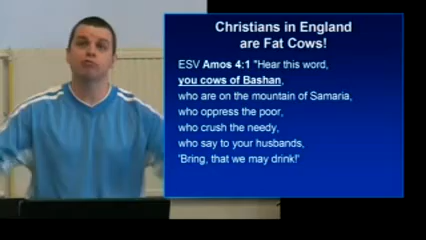 Christians in England
are Fat Cows!
ESV Amos 4:1 "Hear this word,
you cows of Bashan,
who are on the mountain of Samaria,
who oppress the poor,
who crush the needy,
who say to your husbands,
'Bring, that we may drink!'